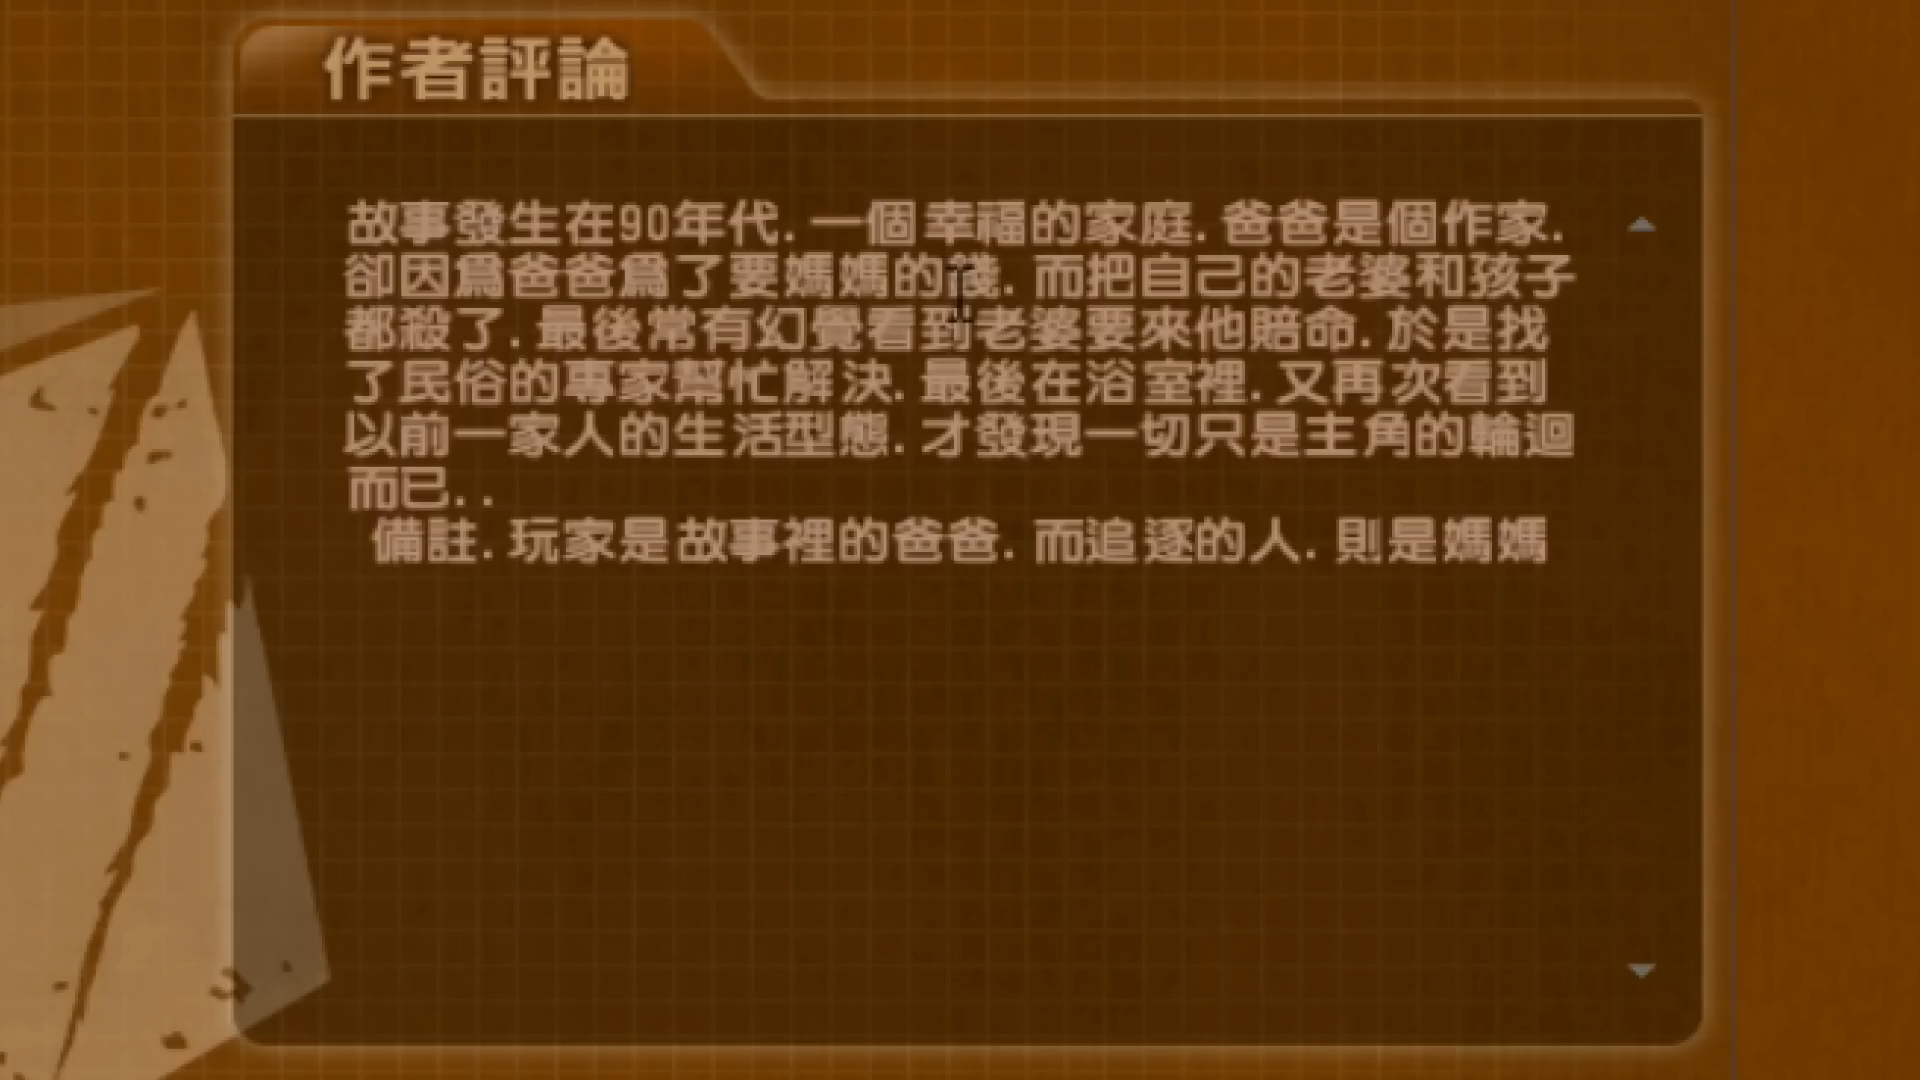 作者評論
故事發生在90年代.一個幸福的家庭.爸爸是個作家.
卻因為爸爸為了要媽媽的錢.而把自己的老婆和孩子
都殺了.最後常有幻覺看到老婆要來他賠命.於是找
了民俗的專家幫忙解決.最後在浴室裡.又再次看到
以前一家人的生活型態.才發現一切只是主角的輪迴
而已..
備註.玩家是故事裡的爸爸.而追逐的人.則是媽媽